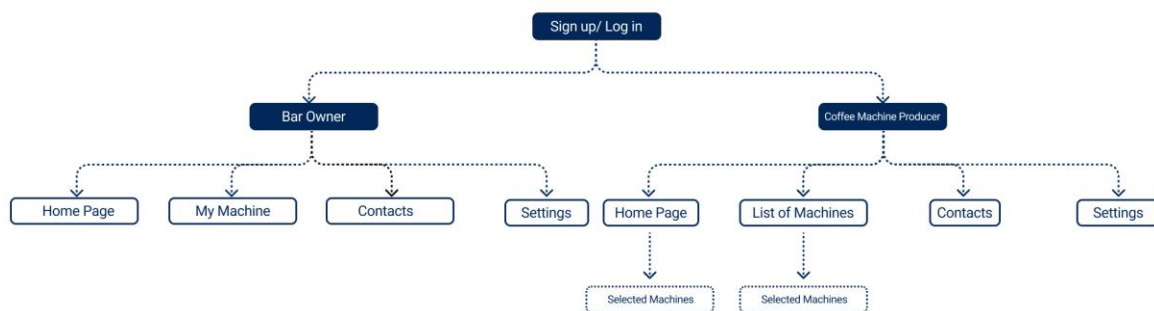 Sign up/ Log in
Bar Owner
Coffee Machine Producer
Home Page
My Machine
Contacts
Settings
Home Page
List of Machines
Contacts
Settings
Selected Machines
Selected Machines